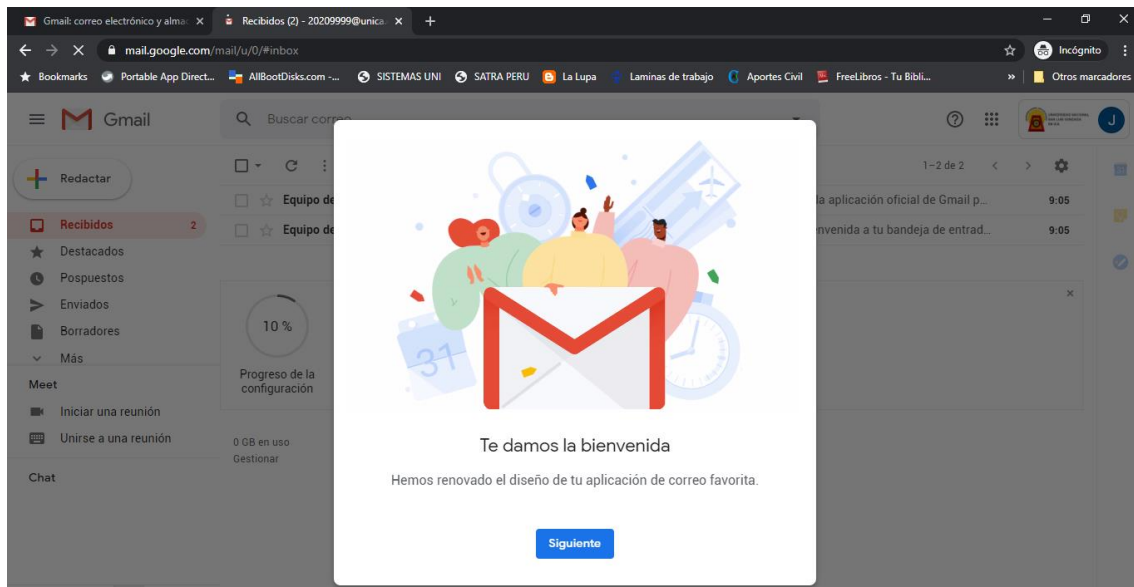 Gmail: correo electrónico y alma
Recibidos (2) - 20209999@unica.
mail.google.com/mail/u/0/#inbox
Incógnito
Bookmarks Portable App Direct... AllBootDisks.com -... SISTEMAS UNI SATRA PERU La Lupa Laminas de trabajo Aportes Civil FreeLibros - Tu Bibli... » Otros marcadores
Gmail
Buscar correo
J
Redactar
1–2 de 2
Recibidos 2
Equipo de
la aplicación oficial de Gmail p... 9:05
Equipo de
nvenida a tu bandeja de entrad... 9:05
Destacados
Pospuestos
Enviados
Borradores
Más
10 %
Progreso de la
configuración
31
Meet
Iniciar una reunión
Unirse a una reunión
0 GB en uso
Gestionar
Chat
Te damos la bienvenida
Hemos renovado el diseño de tu aplicación de correo favorita.
Siguiente